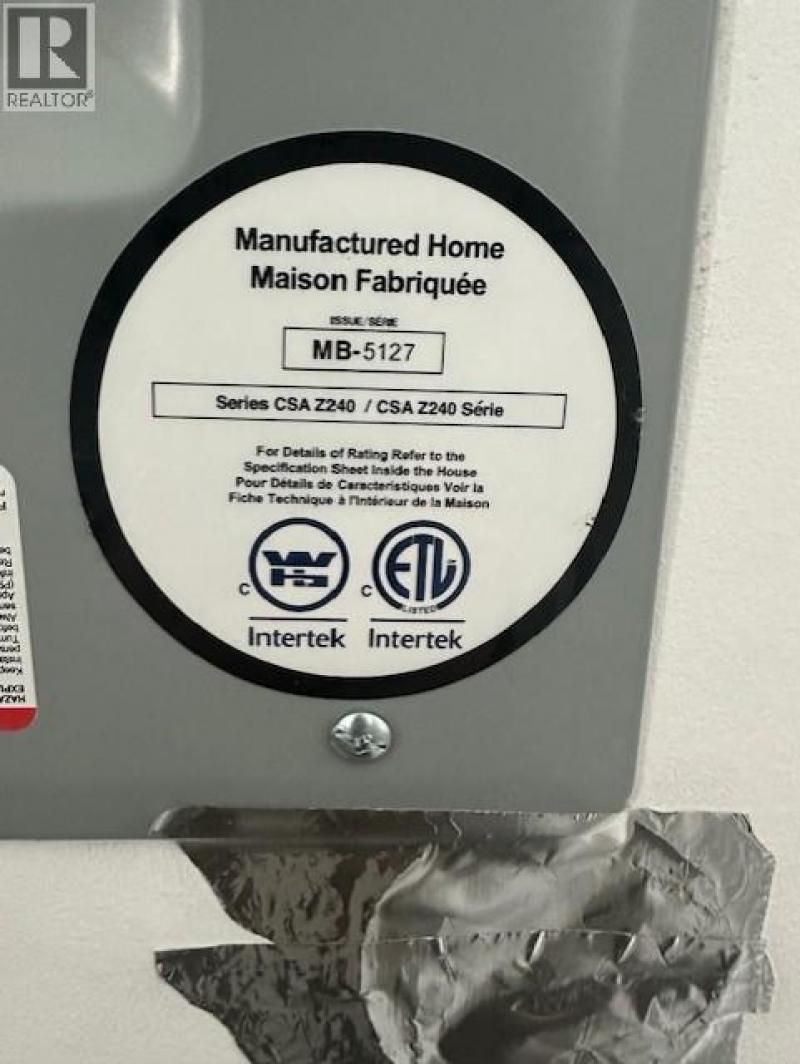 R
REALTOR®
Manufactured Home
Maison Fabriquée
ISSUE/SÉRIE
MB-5127
Series CSA Z240 / CSA Z240 Série
For Details of Rating Refer to the
Specification Sheet Inside the House
Pour Détails de Caracteristiques Voir la
Fiche Technique à l'Intérieur de la Maison
C WHI C ETL
LISTED
Intertek Intertek